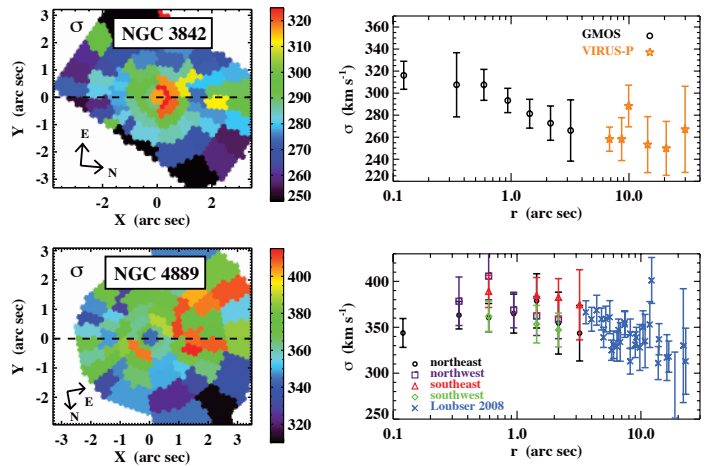 σ
NGC 3842
3
2
1
0
-1
-2
-3
Y (arc sec)
-2
0
2
X (arc sec)
E
N
320
310
300
290
280
270
260
250
360
340
320
300
280
260
240
σ (km s⁻¹)
GMOS
VIRUS-P
0.1
1.0
10.0
r (arc sec)
σ
NGC 4889
3
2
1
0
-1
-2
Y (arc sec)
-3
-2
-1
0
1
2
3
X (arc sec)
E
N
400
380
360
340
320
400
350
300
250
σ (km s⁻¹)
northeast
northwest
southeast
southwest
Loubser 2008
0.1
1.0
10.0
r (arc sec)